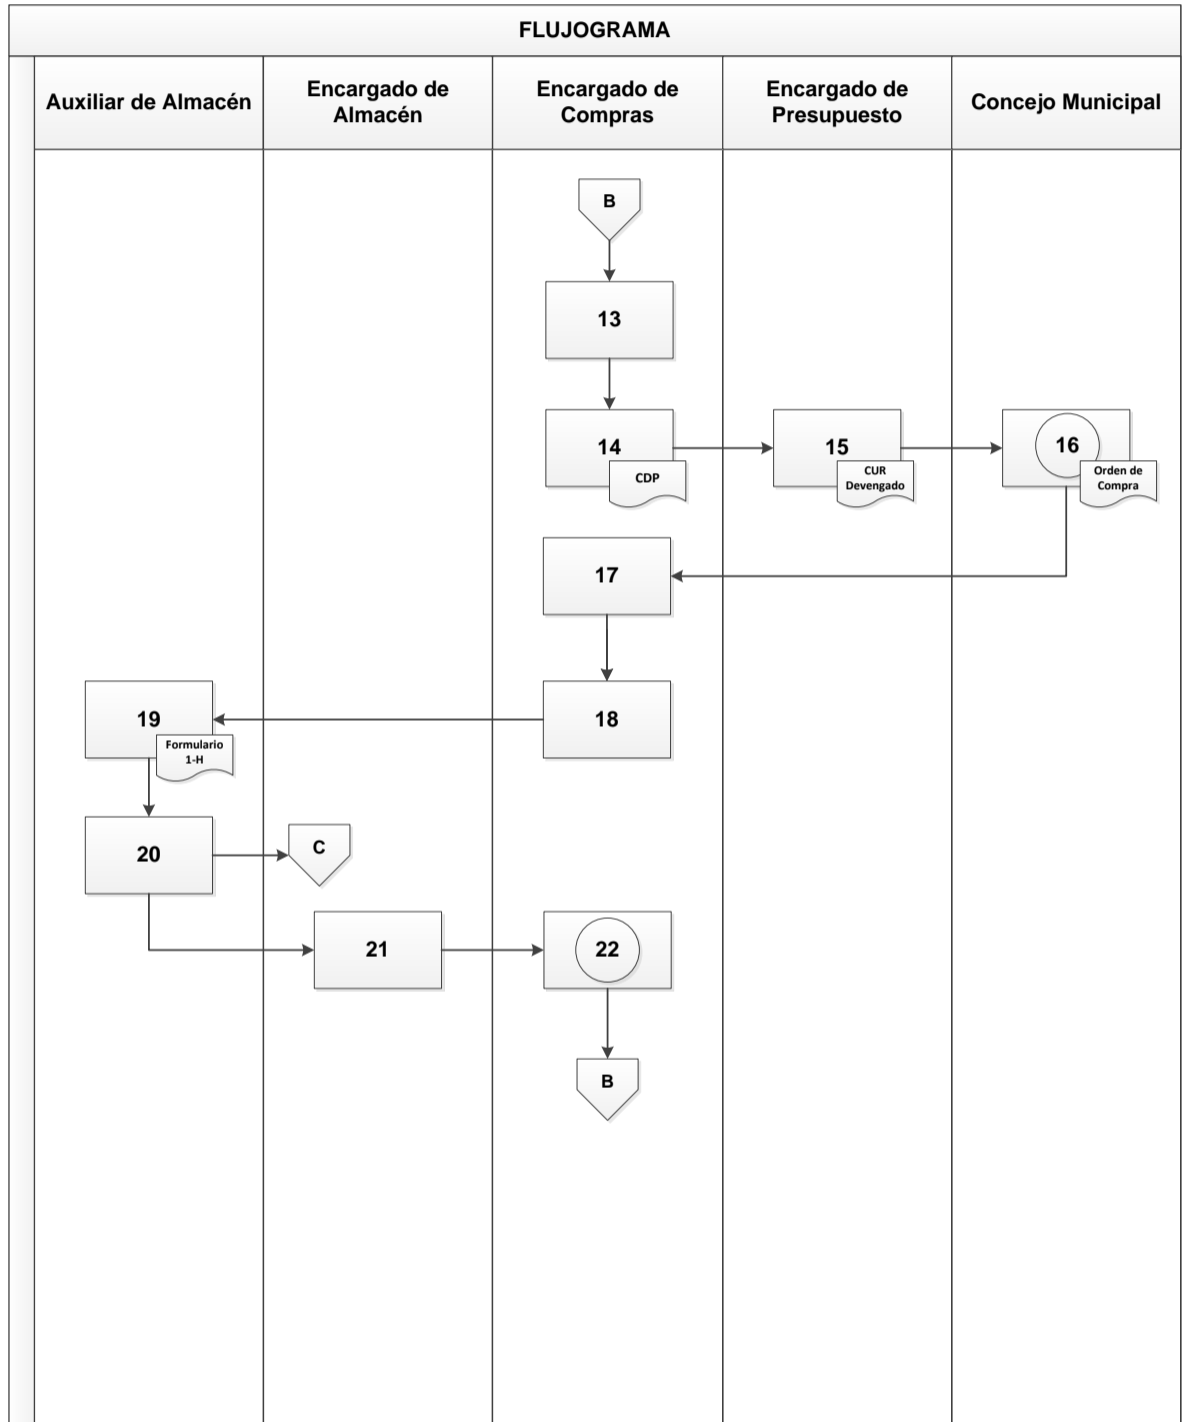 FLUJOGRAMA
Auxiliar de Almacén
Encargado de
Almacén
Encargado de
Compras
Encargado de
Presupuesto
Concejo Municipal
B
13
14
CDP
15
CUR
Devengado
16
Orden de
Compra
17
18
19
Formulario
1-H
20
C
21
22
B